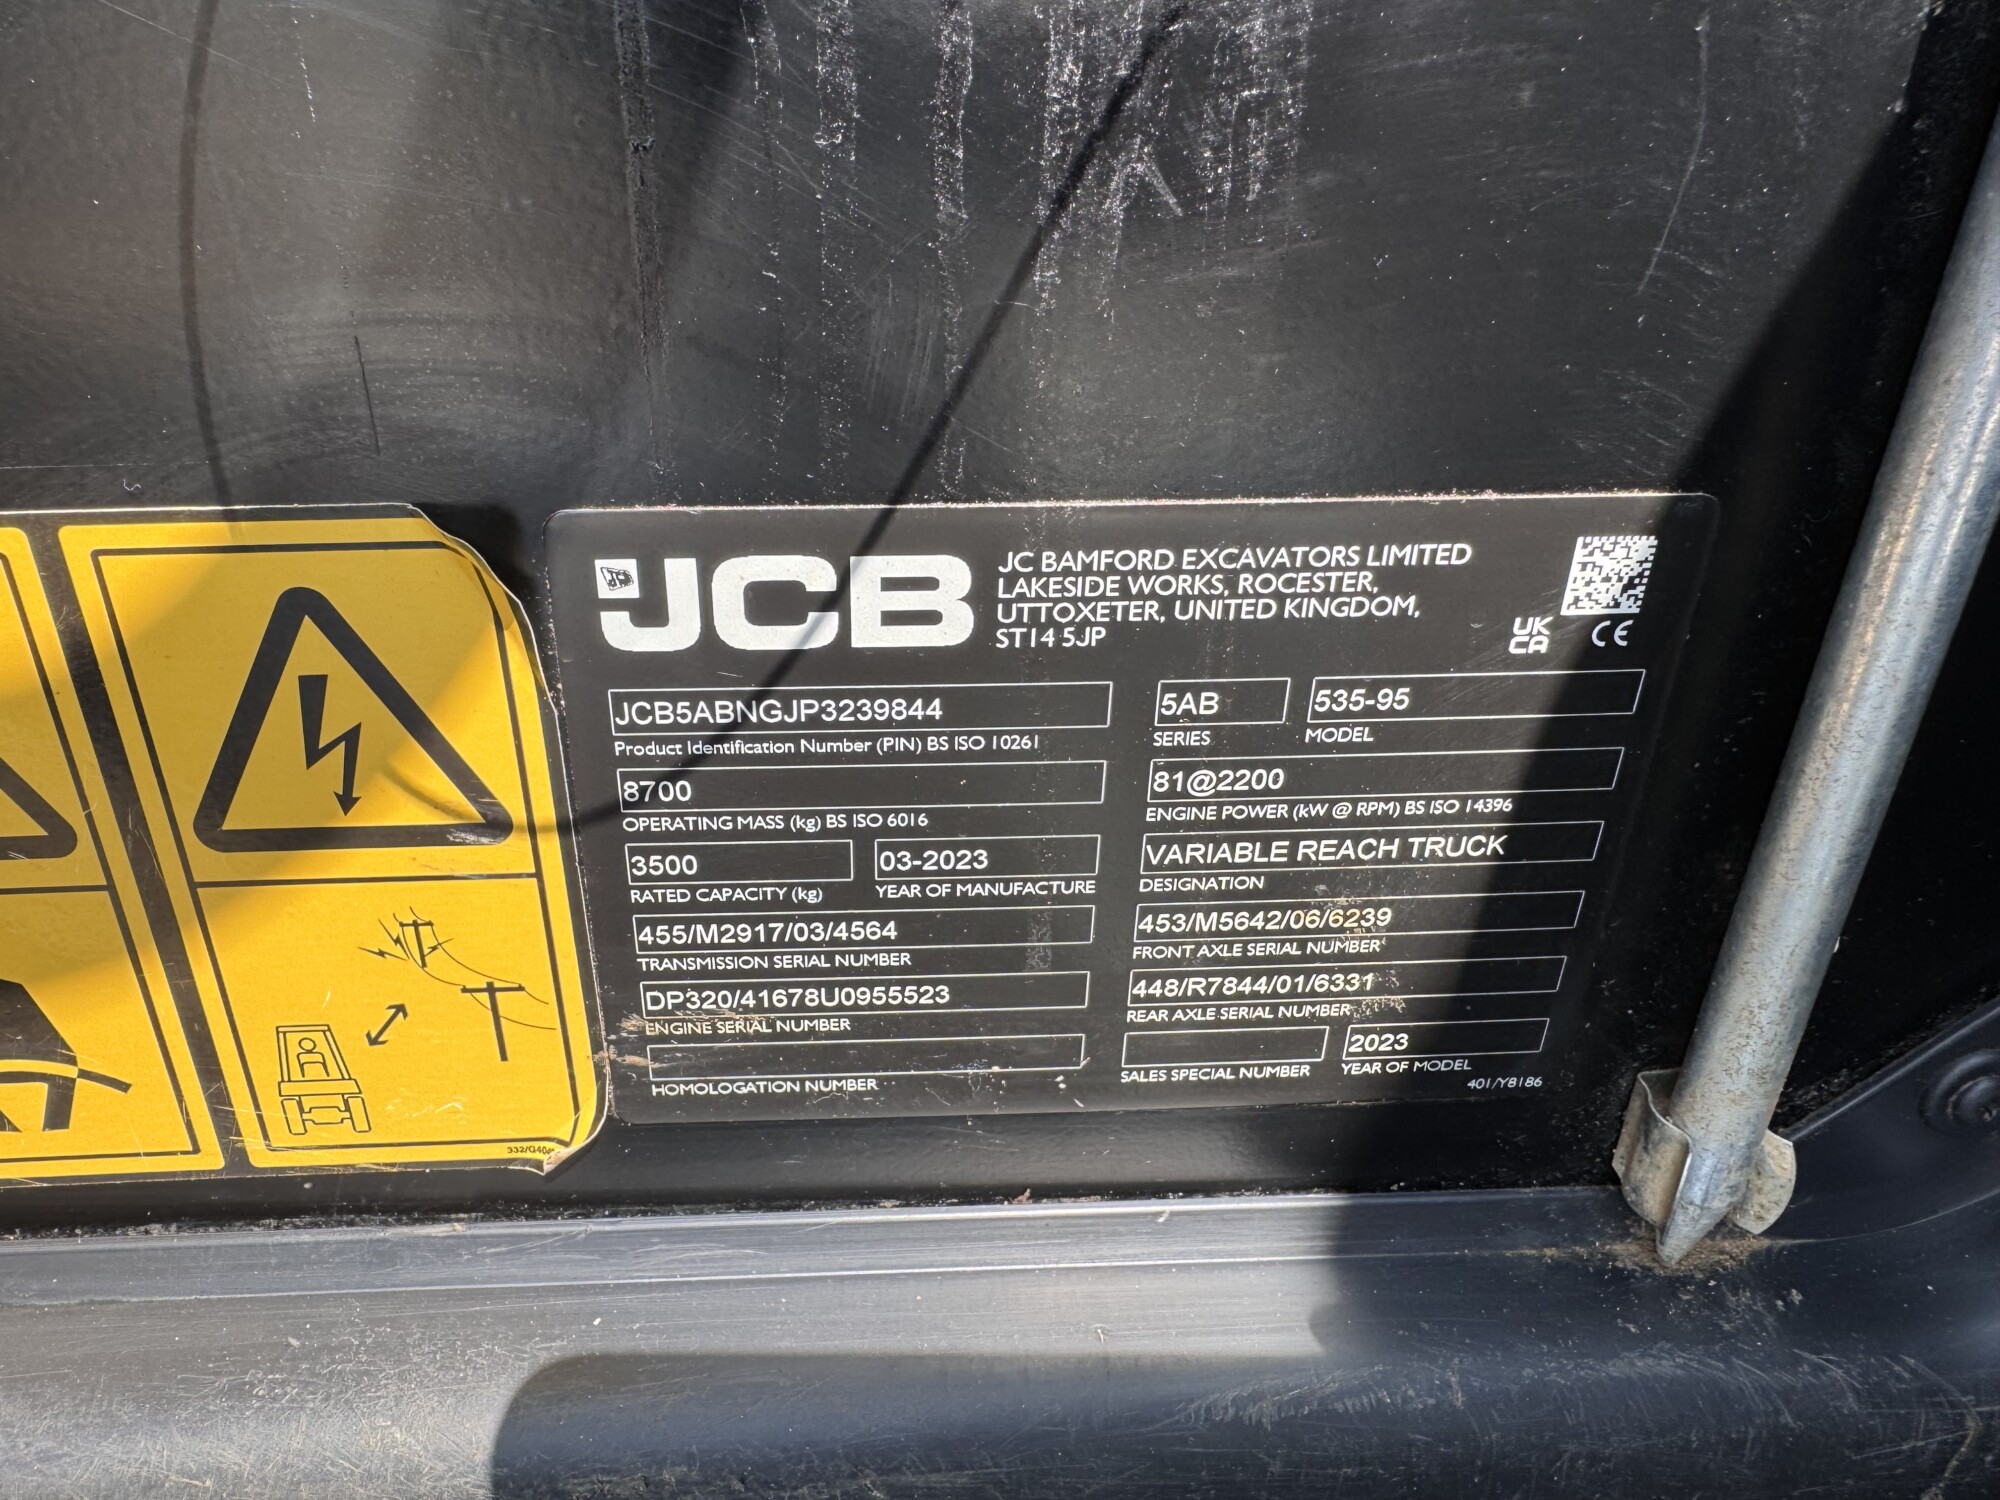 JCB
JC BAMFORD EXCAVATORS LIMITED
LAKESIDE WORKS, ROCESTER,
UTTOXETER, UNITED KINGDOM,
ST14 5JP
UK
CA
CE
JCB5ABNGJP3239844
Product Identification Number (PIN) BS ISO 10261
5AB
SERIES
535-95
MODEL
8700
OPERATING MASS (kg) BS ISO 6016
81@2200
ENGINE POWER (kW @ RPM) BS ISO 14396
3500
RATED CAPACITY (kg)
03-2023
YEAR OF MANUFACTURE
VARIABLE REACH TRUCK
DESIGNATION
455/M2917/03/4564
TRANSMISSION SERIAL NUMBER
453/M5642/06/6239
FRONT AXLE SERIAL NUMBER
DP320/41678U0955523
ENGINE SERIAL NUMBER
448/R7844/01/6331
REAR AXLE SERIAL NUMBER
HOMOLOGATION NUMBER
SALES SPECIAL NUMBER
2023
YEAR OF MODEL
401/Y8186